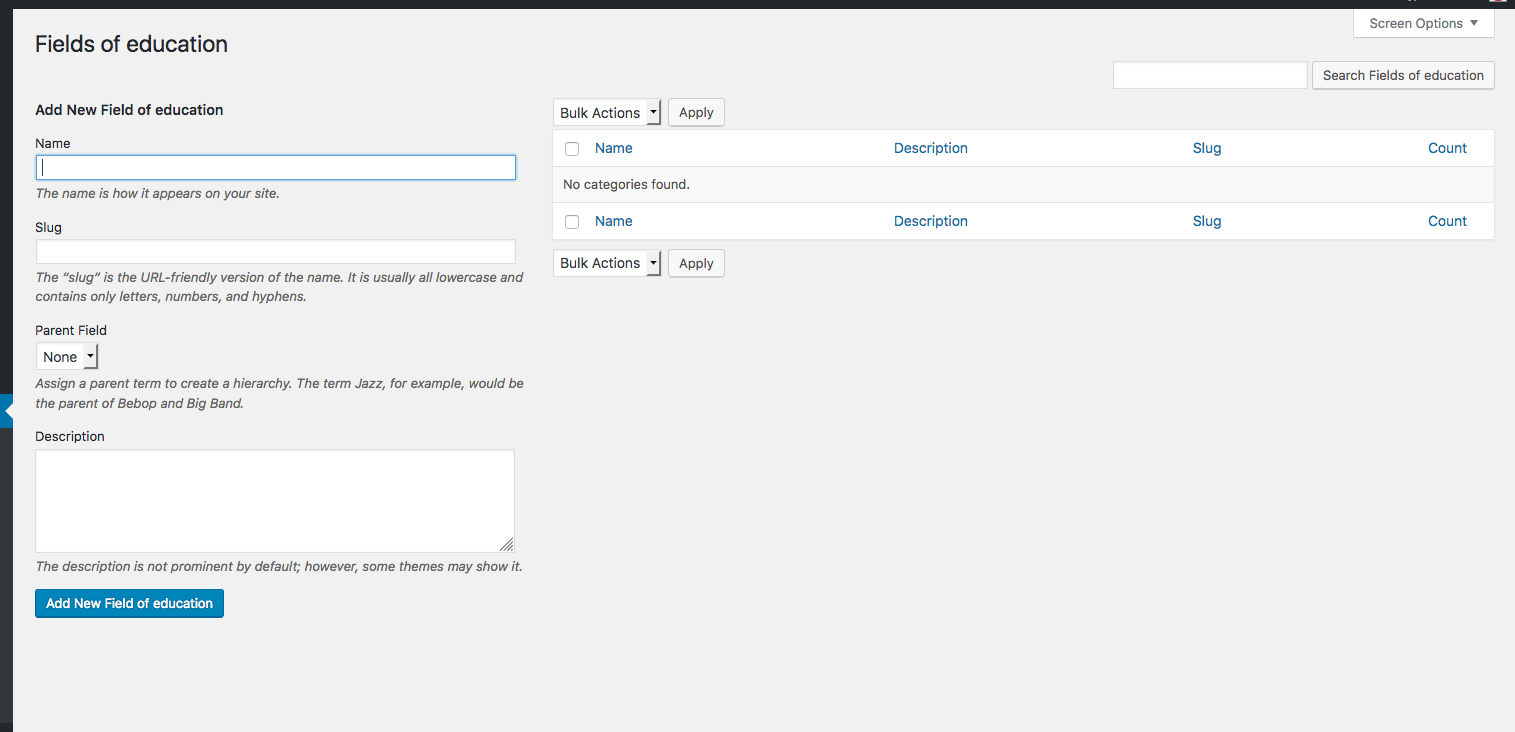 Screen Options
Fields of education
Search Fields of education
Add New Field of education
Name
The name is how it appears on your site.
Slug
The “slug” is the URL-friendly version of the name. It is usually all lowercase and
contains only letters, numbers, and hyphens.
Parent Field
None
Assign a parent term to create a hierarchy. The term Jazz, for example, would be
the parent of Bebop and Big Band.
Description
The description is not prominent by default; however, some themes may show it.
Add New Field of education
Bulk Actions Apply
Name Description Slug Count
No categories found.
Name Description Slug Count
Bulk Actions Apply